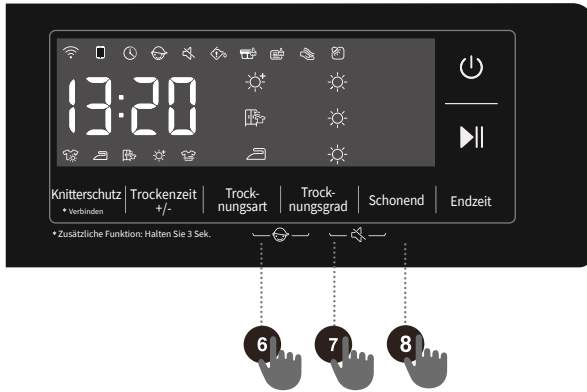 13:20
Knitterschutz
* Verbinden
Trockenzeit
+/-
Trock-
nungsart
Trock-
nungsgrad
Schonend
Endzeit
* Zusätzliche Funktion: Halten Sie 3 Sek.
6
7
8